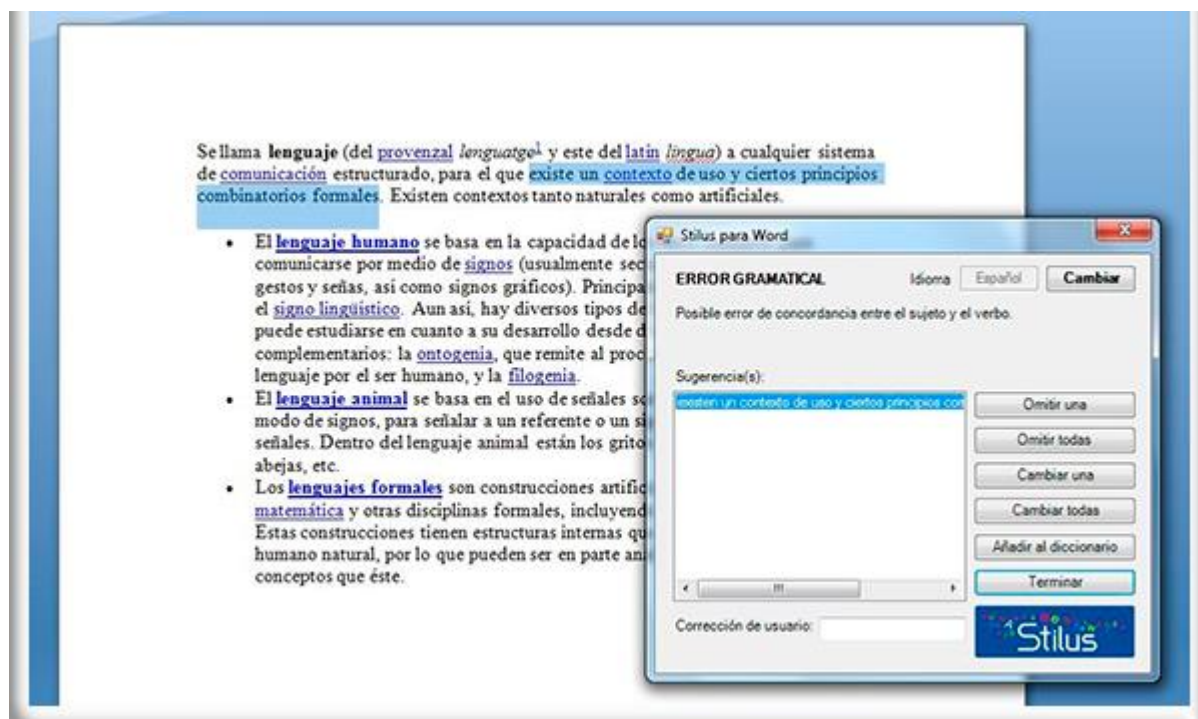 Se llama lenguaje (del provenzal lenguatge1 y este del latín lingua) a cualquier sistema
de comunicación estructurado, para el que existe un contexto de uso y ciertos principios
combinatorios formales. Existen contextos tanto naturales como artificiales.
• El lenguaje humano se basa en la capacidad de lo
comunicarse por medio de signos (usualmente sec
gestos y señas, así como signos gráficos). Principa
el signo lingüístico. Aun así, hay diversos tipos de
puede estudiarse en cuanto a su desarrollo desde d
complementarios: la ontogenia, que remite al proc
lenguaje por el ser humano, y la filogenia.
• El lenguaje animal se basa en el uso de señales so
modo de signos, para señalar a un referente o un si
señales. Dentro del lenguaje animal están los grito
abejas, etc.
• Los lenguajes formales son construcciones artific
matemática y otras disciplinas formales, incluyend
Estas construcciones tienen estructuras internas qu
humano natural, por lo que pueden ser en parte an
conceptos que éste.
Stilus para Word
ERROR GRAMATICAL Idioma Español Cambiar
Posible error de concordancia entre el sujeto y el verbo.
Sugerencia(s):
existen un contexto de uso y ciertos principios com
Omitir una
Omitir todas
Cambiar una
Cambiar todas
Añadir al diccionario
Terminar
Corrección de usuario:
Stilus